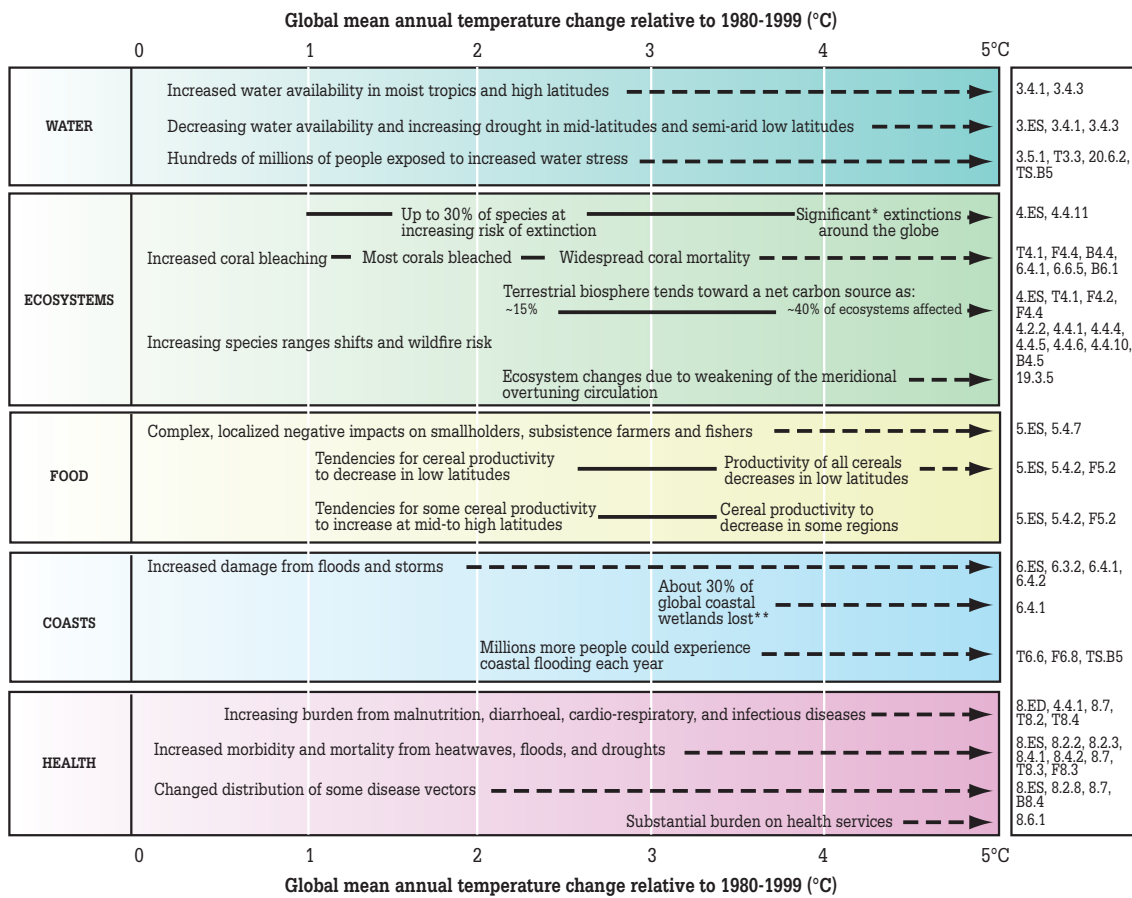 Global mean annual temperature change relative to 1980-1999 (°C)
0 1 2 3 4 5°C
WATER
Increased water availability in moist tropics and high latitudes
3.4.1, 3.4.3
Decreasing water availability and increasing drought in mid-latitudes and semi-arid low latitudes
3.ES, 3.4.1, 3.4.3
Hundreds of millions of people exposed to increased water stress
3.5.1, T3.3, 20.6.2,
TS.B5
ECOSYSTEMS
Up to 30% of species at
increasing risk of extinction
Significant* extinctions
around the globe
4.ES, 4.4.11
Increased coral bleaching
Most corals bleached
Widespread coral mortality
T4.1, F4.4, B4.4,
6.4.1, 6.6.5, B6.1
Terrestrial biosphere tends toward a net carbon source as:
~15%
~40% of ecosystems affected
4.ES, T4.1, F4.2,
F4.4
Increasing species ranges shifts and wildfire risk
4.2.2, 4.4.1, 4.4.4,
4.4.5, 4.4.6, 4.4.10,
B4.5
Ecosystem changes due to weakening of the meridional
overtuning circulation
19.3.5
FOOD
Complex, localized negative impacts on smallholders, subsistence farmers and fishers
5.ES, 5.4.7
Tendencies for cereal productivity
to decrease in low latitudes
Productivity of all cereals
decreases in low latitudes
5.ES, 5.4.2, F5.2
Tendencies for some cereal productivity
to increase at mid-to high latitudes
Cereal productivity to
decrease in some regions
5.ES, 5.4.2, F5.2
COASTS
Increased damage from floods and storms
6.ES, 6.3.2, 6.4.1,
6.4.2
About 30% of
global coastal
wetlands lost**
6.4.1
Millions more people could experience
coastal flooding each year
T6.6, F6.8, TS.B5
HEALTH
Increasing burden from malnutrition, diarrhoeal, cardio-respiratory, and infectious diseases
8.ED, 4.4.1, 8.7,
T8.2, T8.4
Increased morbidity and mortality from heatwaves, floods, and droughts
8.ES, 8.2.2, 8.2.3,
8.4.1, 8.4.2, 8.7,
T8.3, F8.3
Changed distribution of some disease vectors
8.ES, 8.2.8, 8.7,
B8.4
Substantial burden on health services
8.6.1
0 1 2 3 4 5°C
Global mean annual temperature change relative to 1980-1999 (°C)